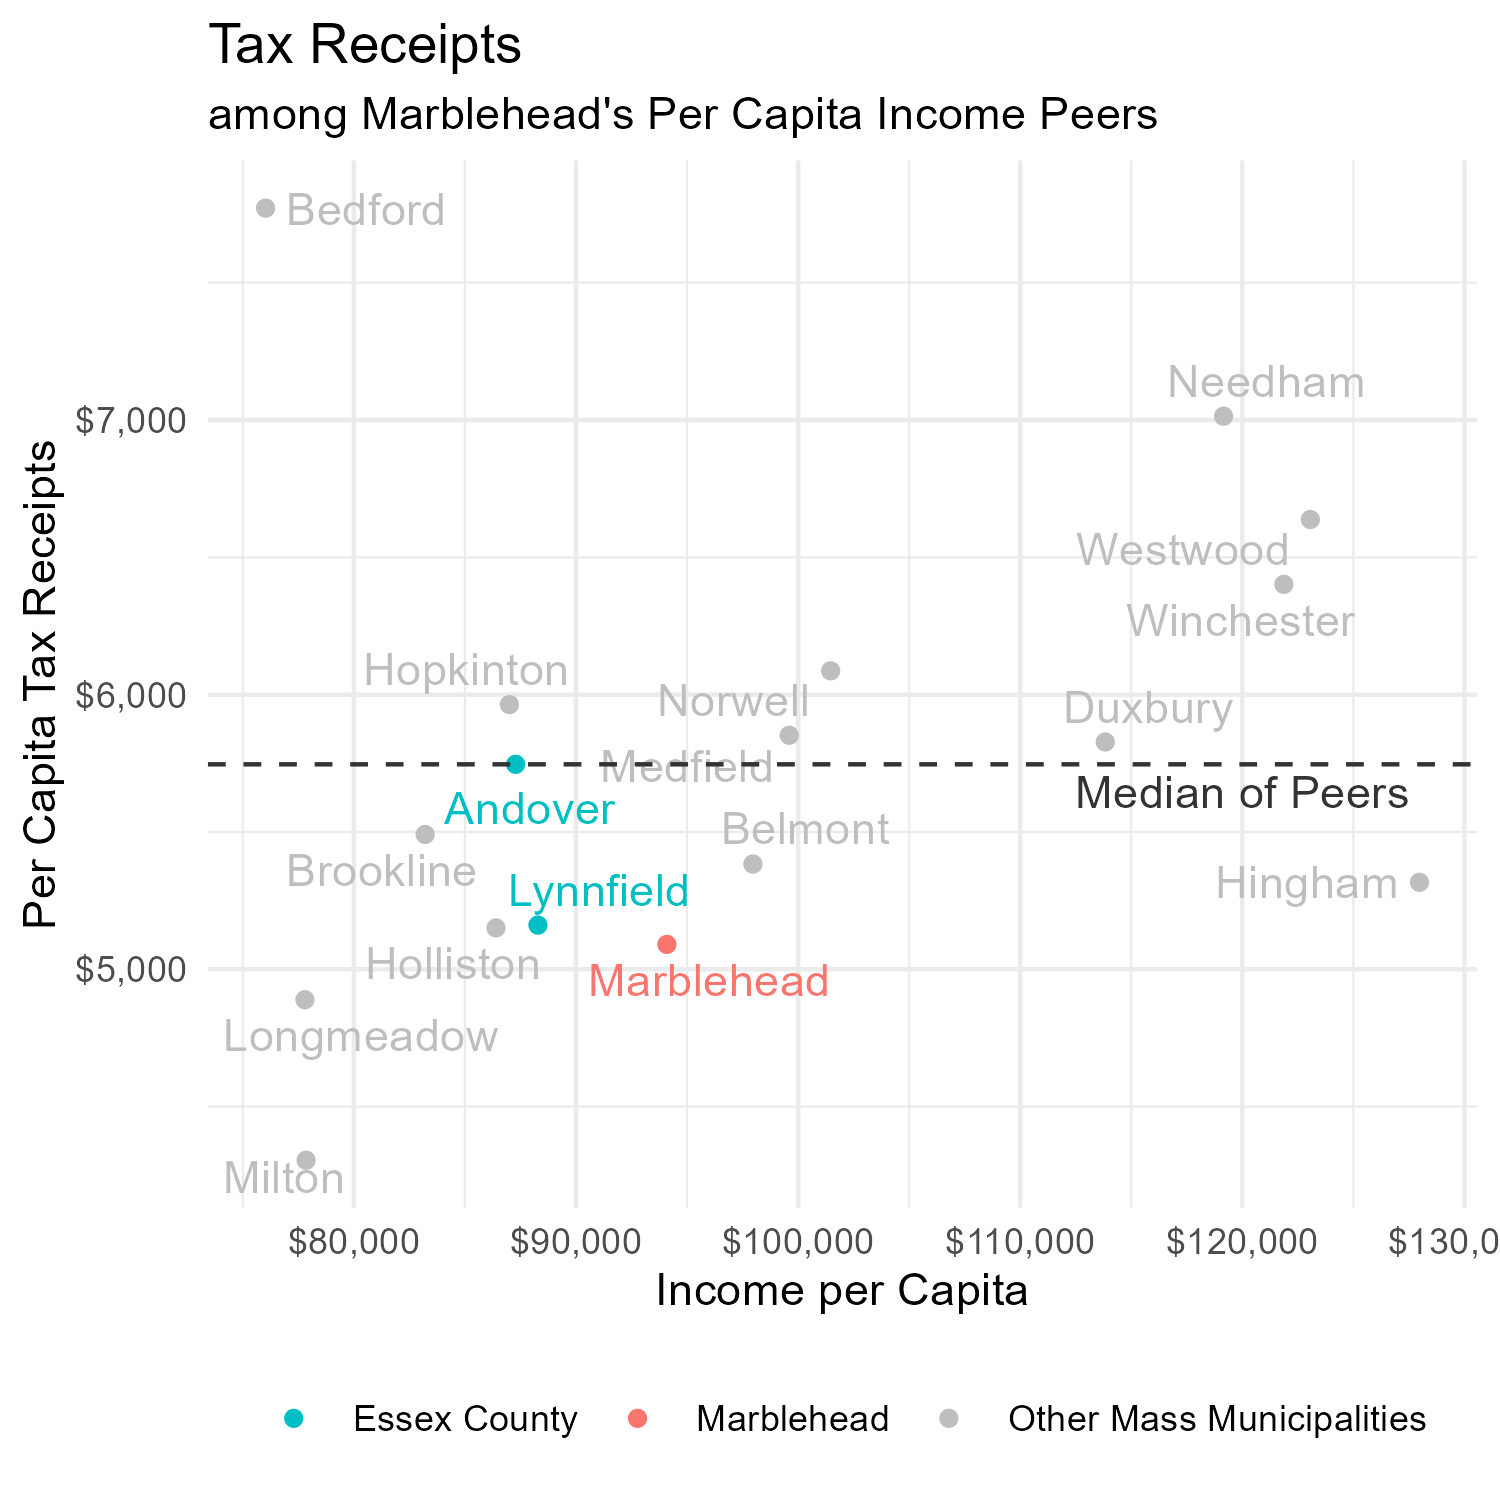 Tax Receipts
among Marblehead's Per Capita Income Peers
Bedford
Needham
$7,000
Westwood
Winchester
Hopkinton
$6,000
Norwell
Duxbury
Medfield
Median of Peers
Andover
Belmont
Brookline
Hingham
Lynnfield
Holliston
$5,000
Marblehead
Longmeadow
Milton
Per Capita Tax Receipts
$80,000 $90,000 $100,000 $110,000 $120,000 $130,0
Income per Capita
Essex County Marblehead Other Mass Municipalities